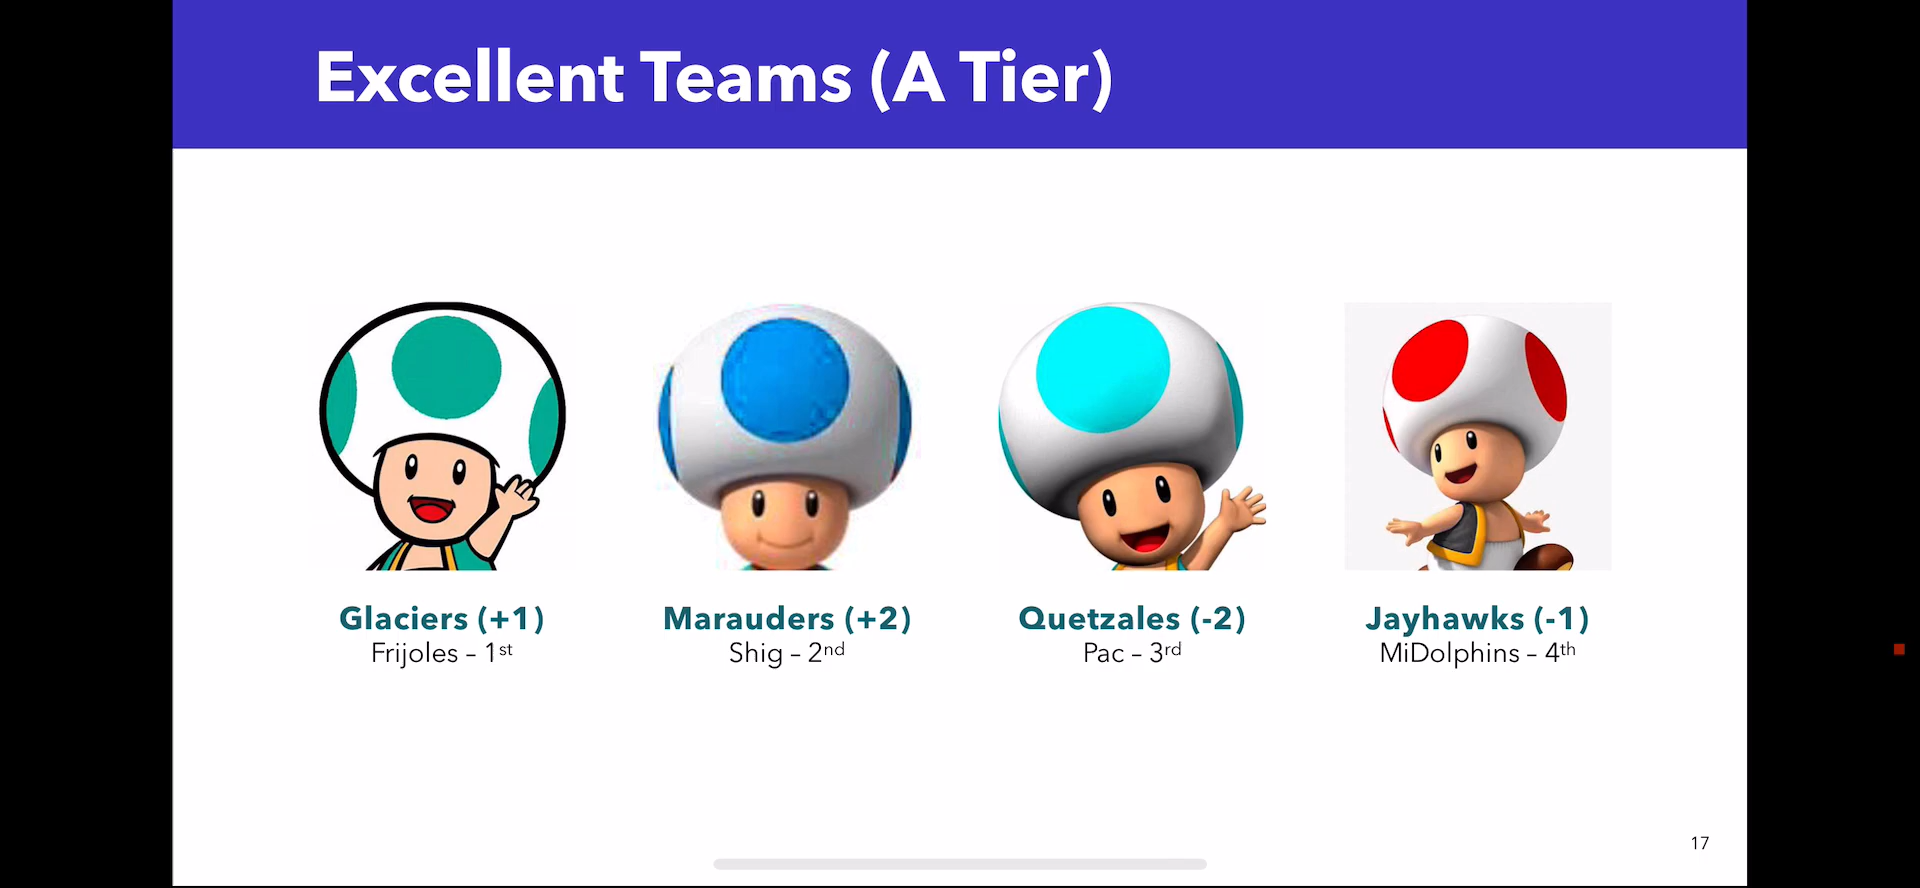 Excellent Teams (A Tier)
Glaciers (+1)
Frijoles – 1st
Marauders (+2)
Shig – 2nd
Quetzales (-2)
Pac – 3rd
Jayhawks (-1)
MiDolphins – 4th
17